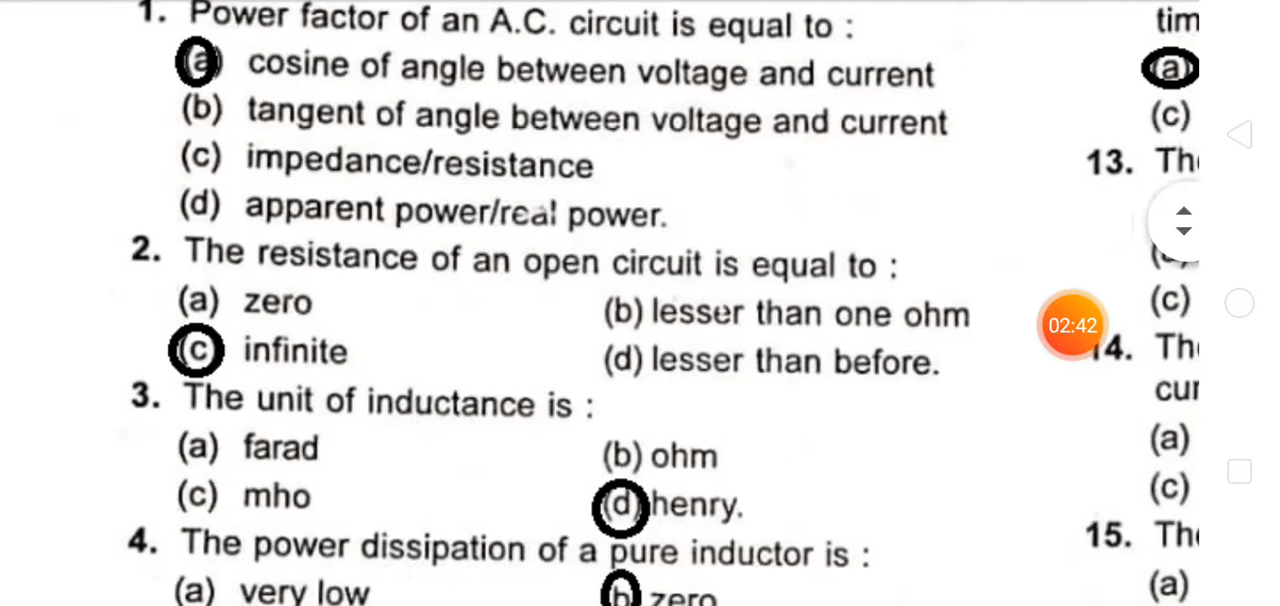 1. Power factor of an A.C. circuit is equal to :
(a) cosine of angle between voltage and current
(b) tangent of angle between voltage and current
(c) impedance/resistance
(d) apparent power/real power.
2. The resistance of an open circuit is equal to :
(a) zero (b) lesser than one ohm
(c) infinite (d) lesser than before.
3. The unit of inductance is :
(a) farad (b) ohm
(c) mho (d) henry.
4. The power dissipation of a pure inductor is :
(a) very low (b) zero
tim
(a)
(c)
13. Th
(c)
14. Th
cur
(a)
(c)
15. Th
(a)
02:42